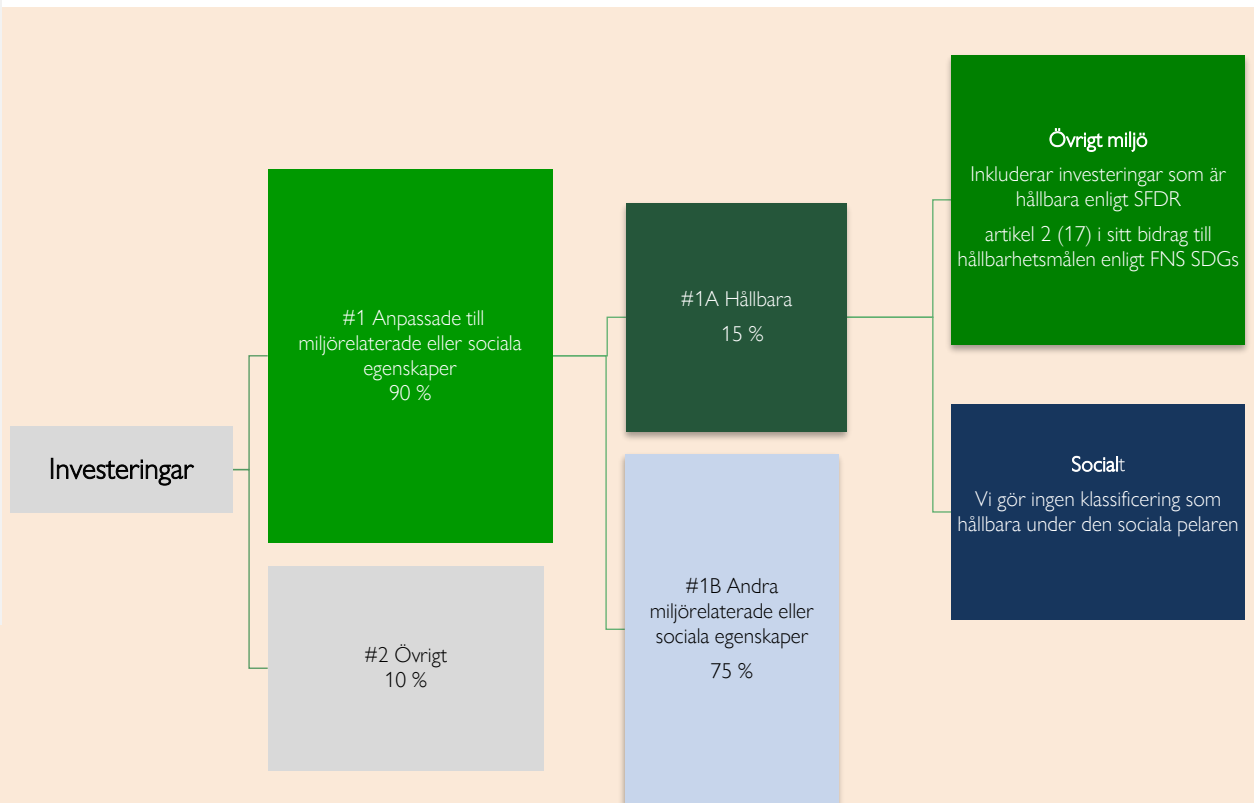 Investeringar
#1 Anpassade till
miljörelaterade eller sociala
egenskaper
90 %
#2 Övrigt
10 %
#1A Hållbara
15 %
#1B Andra
miljörelaterade eller
sociala egenskaper
75 %
Övrigt miljö
Inkluderar investeringar som är
hållbara enligt SFDR
artikel 2 (17) i sitt bidrag till
hållbarhetsmålen enligt FNS SDGs
Socialt
Vi gör ingen klassificering som
hållbara under den sociala pelaren